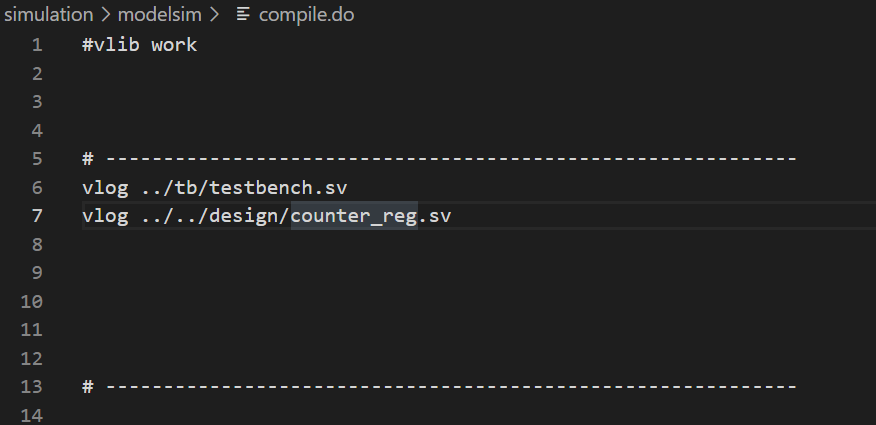 simulation > modelsim > compile.do
1 #vlib work
2
3
4
5 # ------------------------------------------------------------
6 vlog ../tb/testbench.sv
7 vlog ../../design/counter_reg.sv
8
9
10
11
12
13 # ------------------------------------------------------------
14